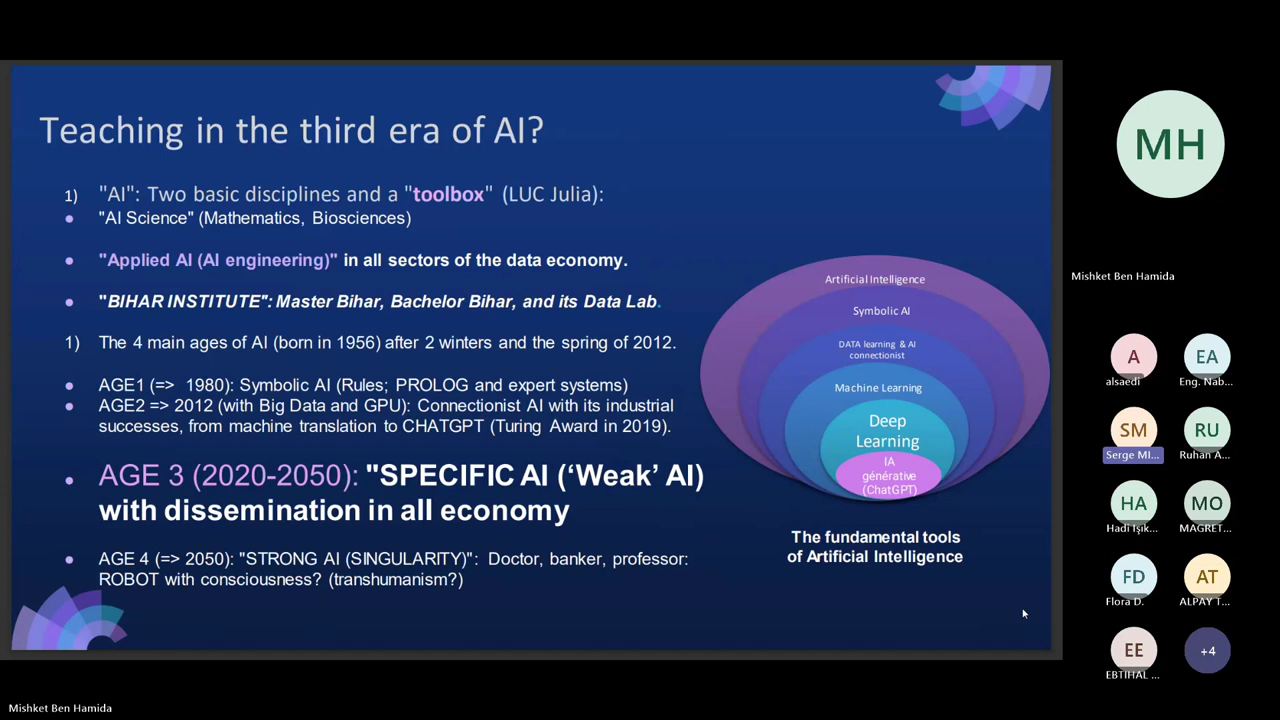 Teaching in the third era of AI?
1) "AI": Two basic disciplines and a "toolbox" (LUC Julia):
● "AI Science" (Mathematics, Biosciences)
● "Applied AI (AI engineering)" in all sectors of the data economy.
● "BIHAR INSTITUTE": Master Bihar, Bachelor Bihar, and its Data Lab.
1) The 4 main ages of AI (born in 1956) after 2 winters and the spring of 2012.
● AGE1 (=> 1980): Symbolic AI (Rules; PROLOG and expert systems)
● AGE2 => 2012 (with Big Data and GPU): Connectionist AI with its industrial
successes, from machine translation to CHATGPT (Turing Award in 2019).
● AGE 3 (2020-2050): "SPECIFIC AI (‘Weak’ AI)
with dissemination in all economy
● AGE 4 (=> 2050): "STRONG AI (SINGULARITY)": Doctor, banker, professor:
ROBOT with consciousness? (transhumanism?)
Artificial Intelligence
Symbolic AI
DATA learning & AI
connectionist
Machine Learning
Deep
Learning
IA
générative
(ChatGPT)
The fundamental tools
of Artificial Intelligence
MH
Mishket Ben Hamida
A
alsaedi
EA
Eng. Nab...
SM
Serge MI...
RU
Ruhan A...
HA
Hadi Işık...
MO
MAGRET...
FD
Flora D.
AT
ALPAY T...
EE
EBTIHAL ...
+4
Mishket Ben Hamida